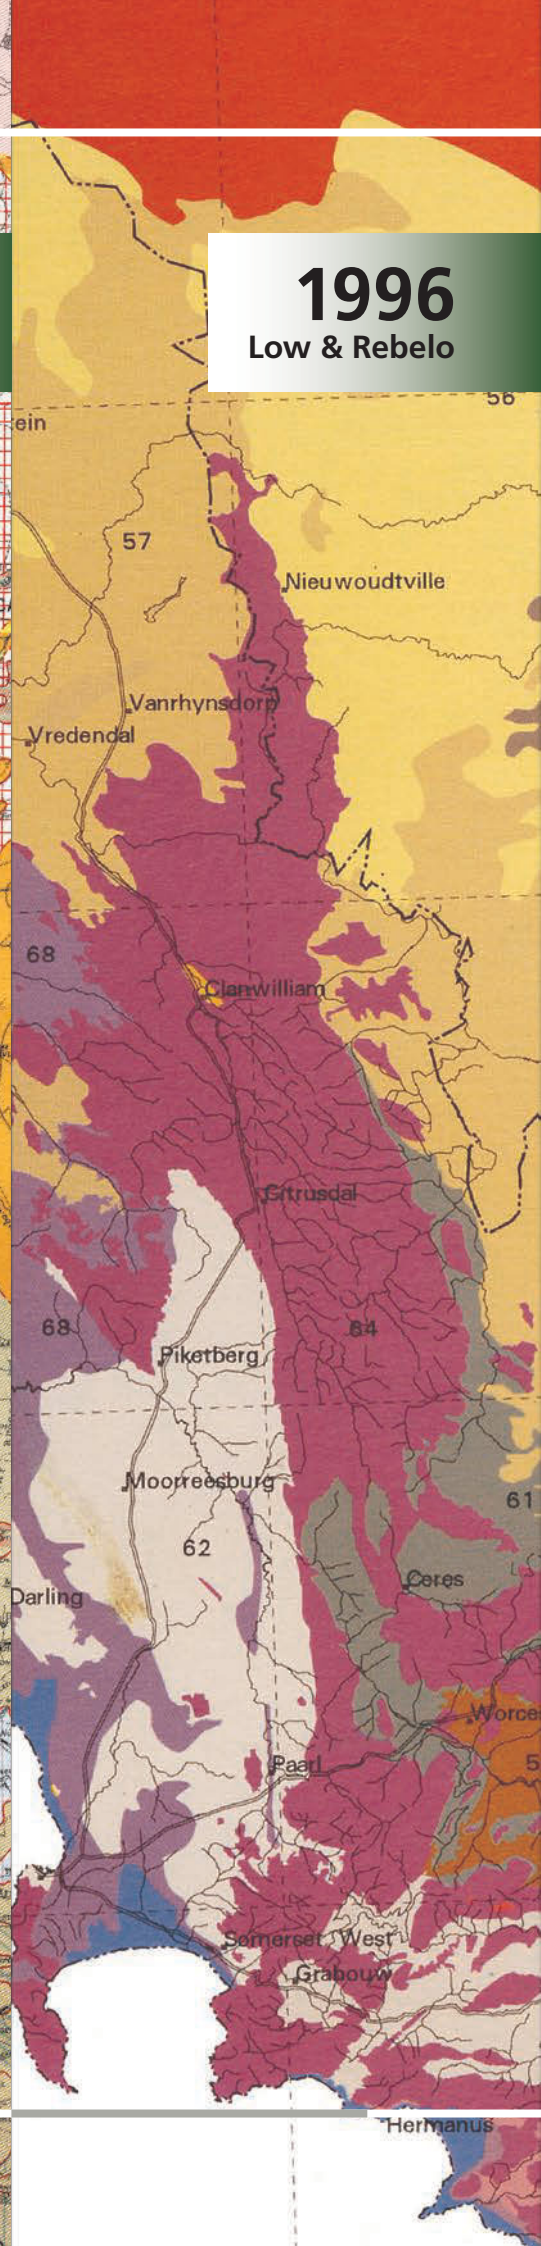 1996
Low & Rebelo
56
ein
57
Nieuwoudtville
Vanrhynsdorp
Vredendal
68
Clanwilliam
Citrusdal
68
64
Piketberg
Moorreesburg
61
62
Ceres
Darling
Worce
5
Paarl
Somerset West
Grabouw
Hermanus